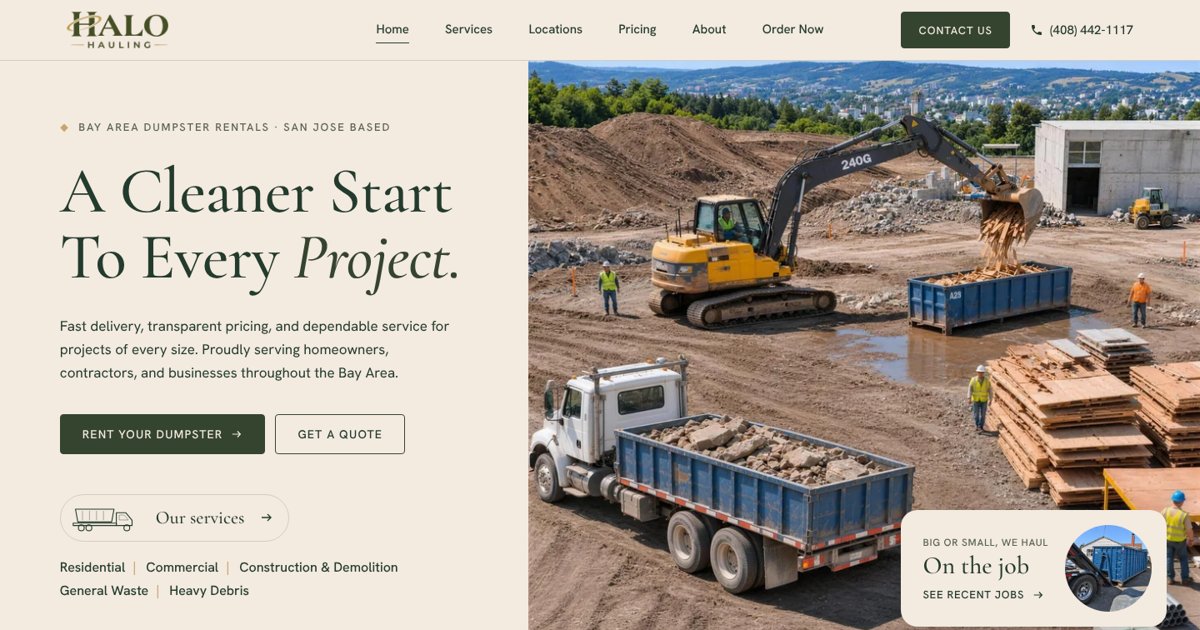 HALO
HAULING
Home
Services
Locations
Pricing
About
Order Now
CONTACT US
(408) 442-1117
BAY AREA DUMPSTER RENTALS · SAN JOSE BASED
A Cleaner Start
To Every Project.
Fast delivery, transparent pricing, and dependable service for
projects of every size. Proudly serving homeowners,
contractors, and businesses throughout the Bay Area.
RENT YOUR DUMPSTER →
GET A QUOTE
Our services →
Residential | Commercial | Construction & Demolition
General Waste | Heavy Debris
240G
A25
BIG OR SMALL, WE HAUL
On the job
SEE RECENT JOBS →